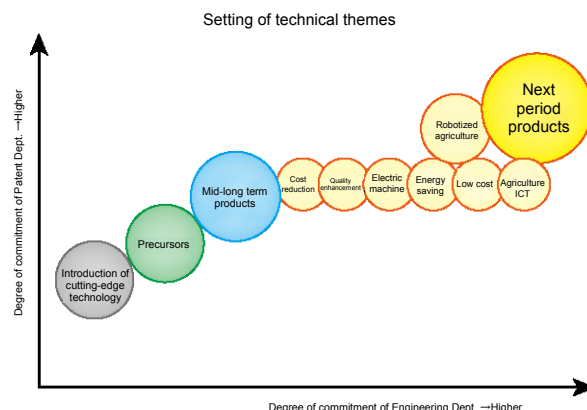 Setting of technical themes
Degree of commitment of Patent Dept. →Higher
Next
period
products
Robotized
agriculture
Mid-long term
products
Cost
reduction
Quality
enhancement
Electric
machine
Energy
saving
Low cost
Agriculture
ICT
Precursors
Introduction of
cutting-edge
technology
Degree of commitment of Engineering Dept. →Higher